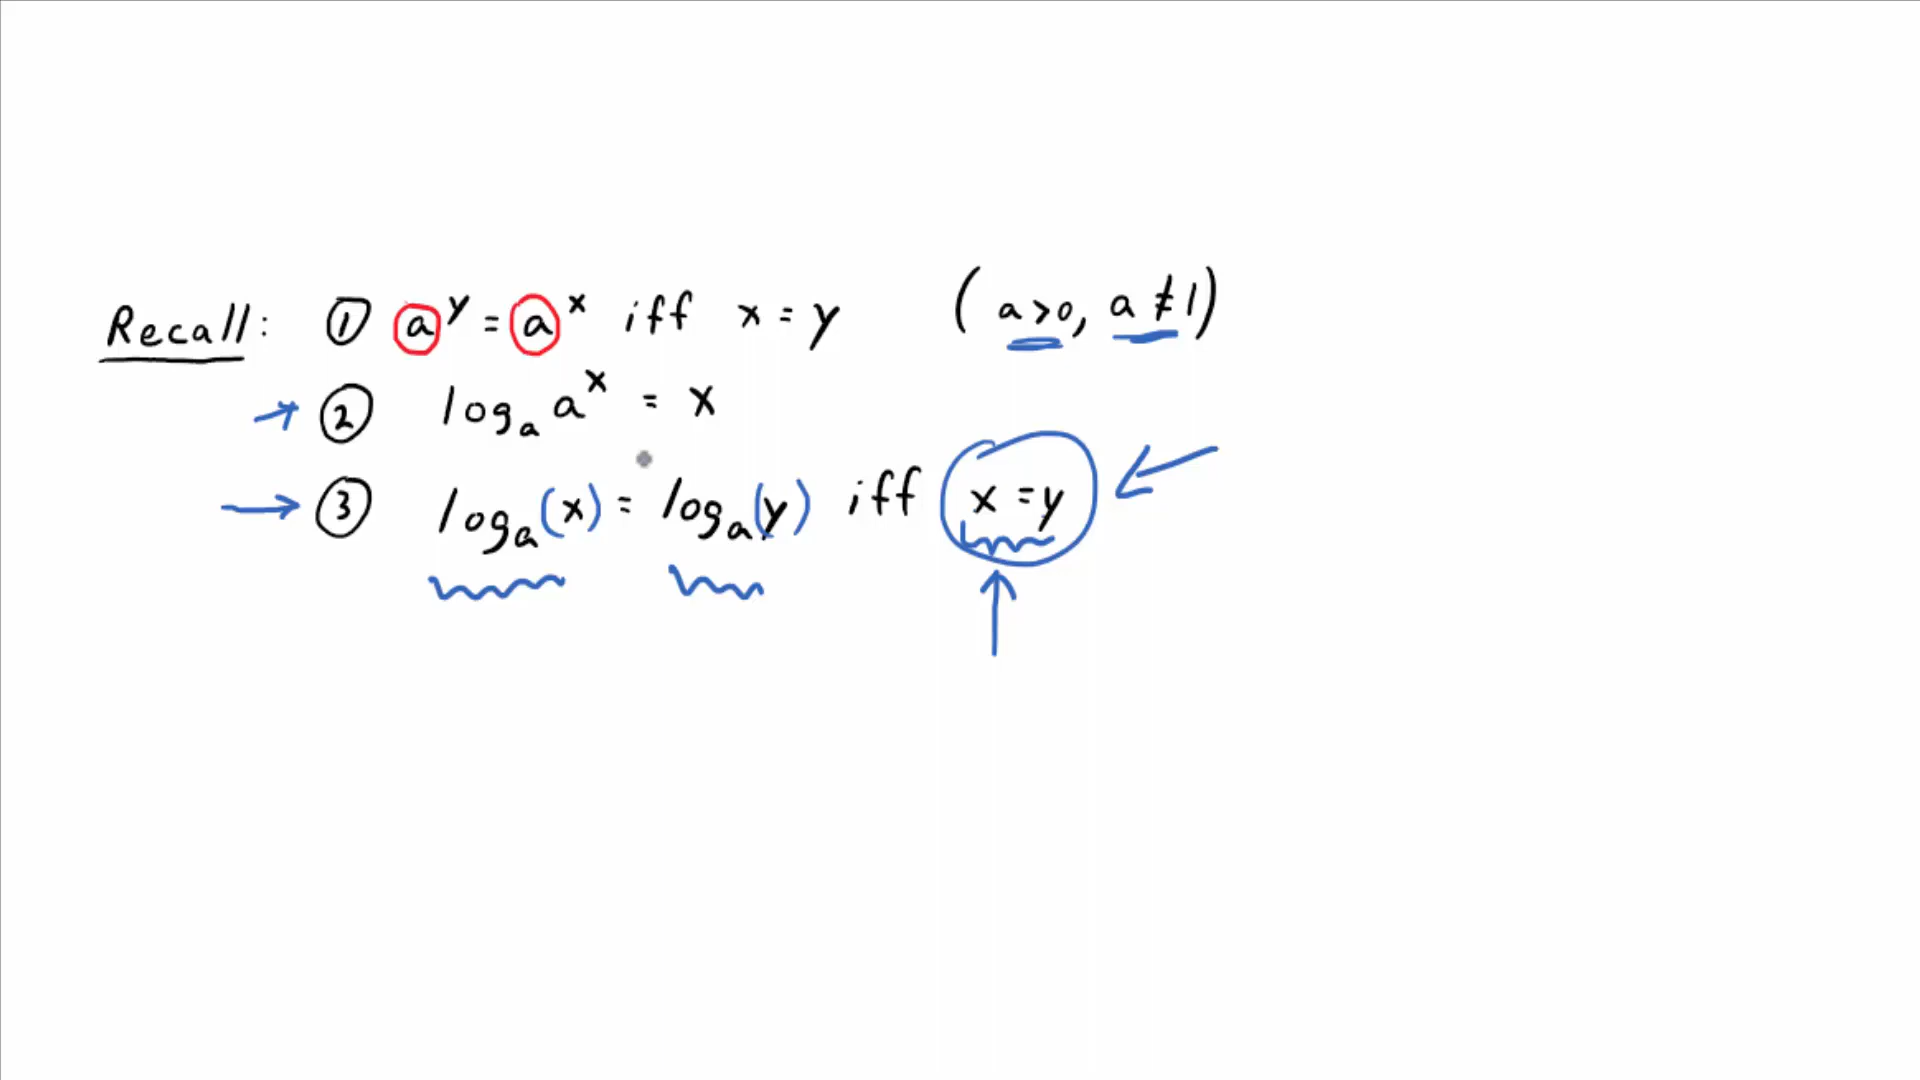 Recall: ① a^y = a^x iff x = y (a>0, a≠1)
② log_a a^x = x
③ log_a(x) = log_a(y) iff x = y